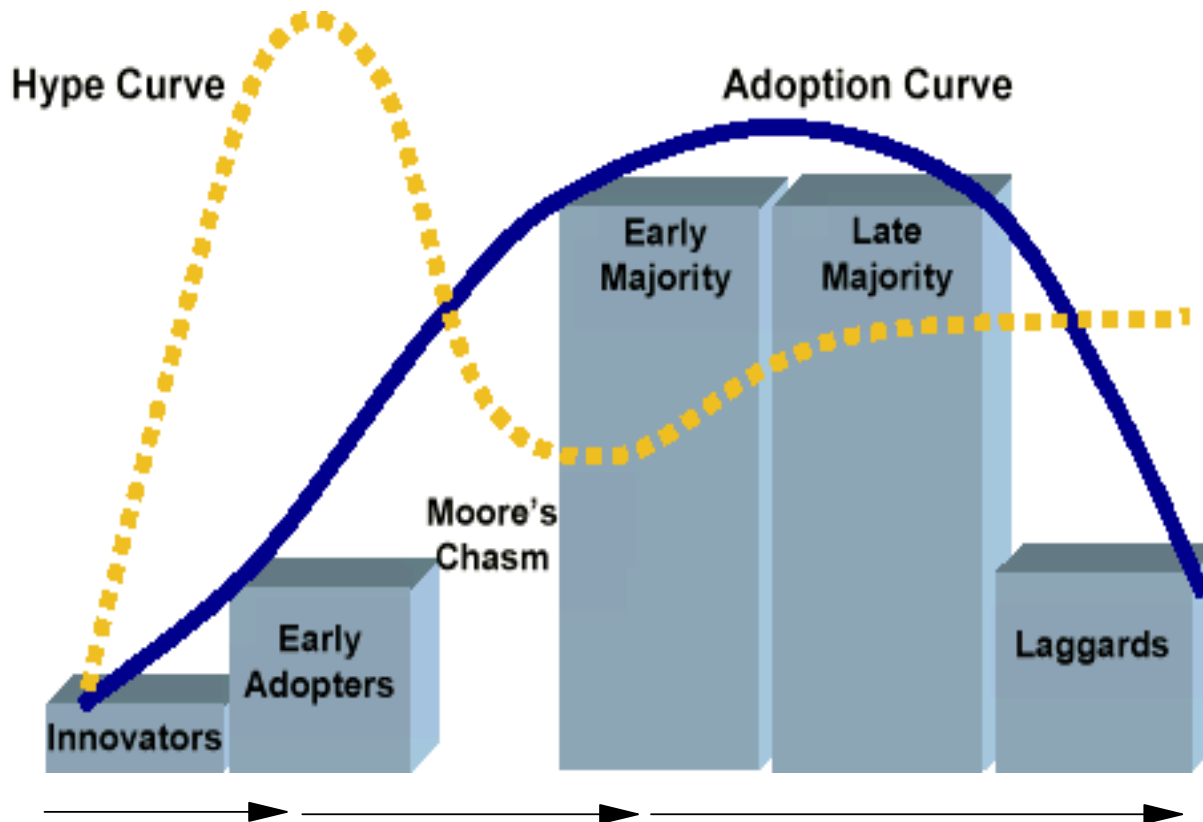 Hype Curve
Adoption Curve
Early
Majority
Late
Majority
Moore's
Chasm
Early
Adopters
Laggards
Innovators